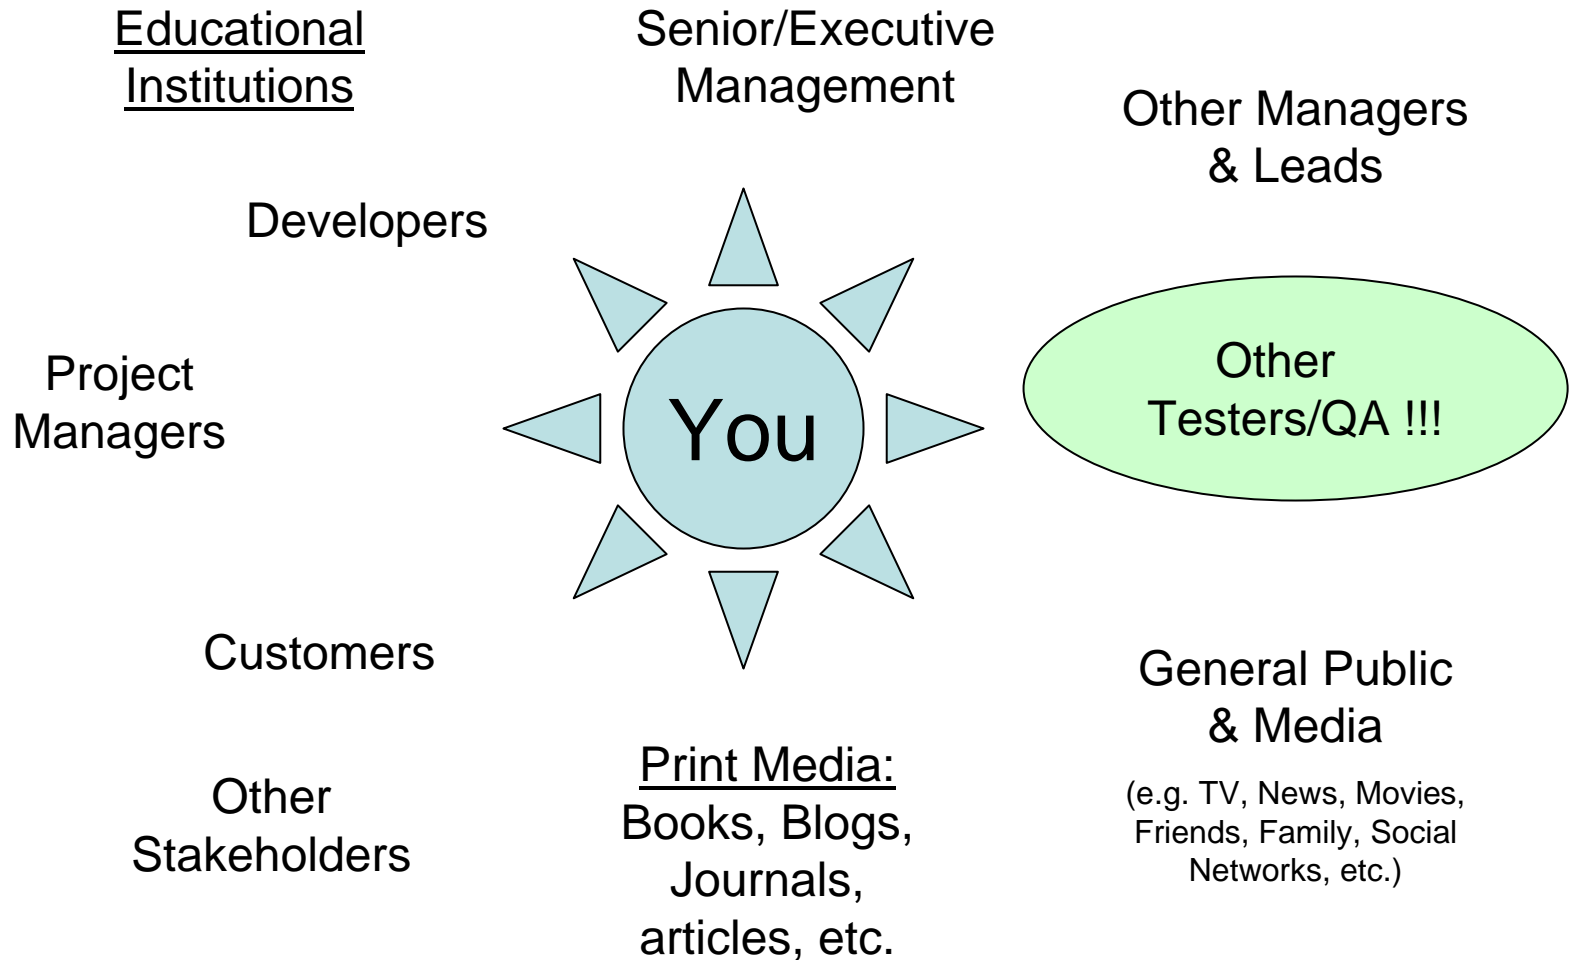 Educational
Institutions
Senior/Executive
Management
Other Managers
& Leads
Developers
Project
Managers
You
Other
Testers/QA !!!
Customers
General Public
& Media
(e.g. TV, News, Movies,
Friends, Family, Social
Networks, etc.)
Other
Stakeholders
Print Media:
Books, Blogs,
Journals,
articles, etc.